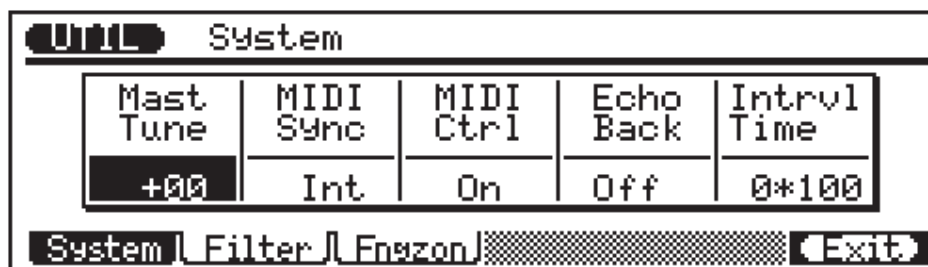 UTIL System
Mast Tune MIDI Sync MIDI Ctrl Echo Back Intrvl Time
+00 Int On Off 0*100
System Filter Fngzon Exit